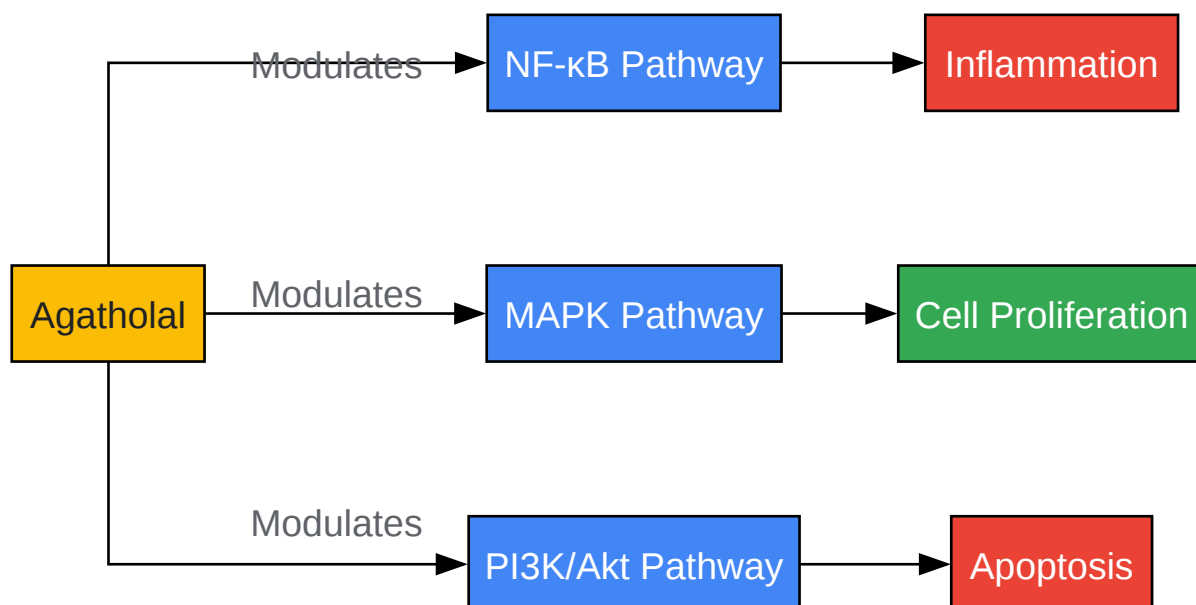 Modulates
NF-κB Pathway
Inflammation
Agatholal
Modulates
MAPK Pathway
Cell Proliferation
Modulates
PI3K/Akt Pathway
Apoptosis